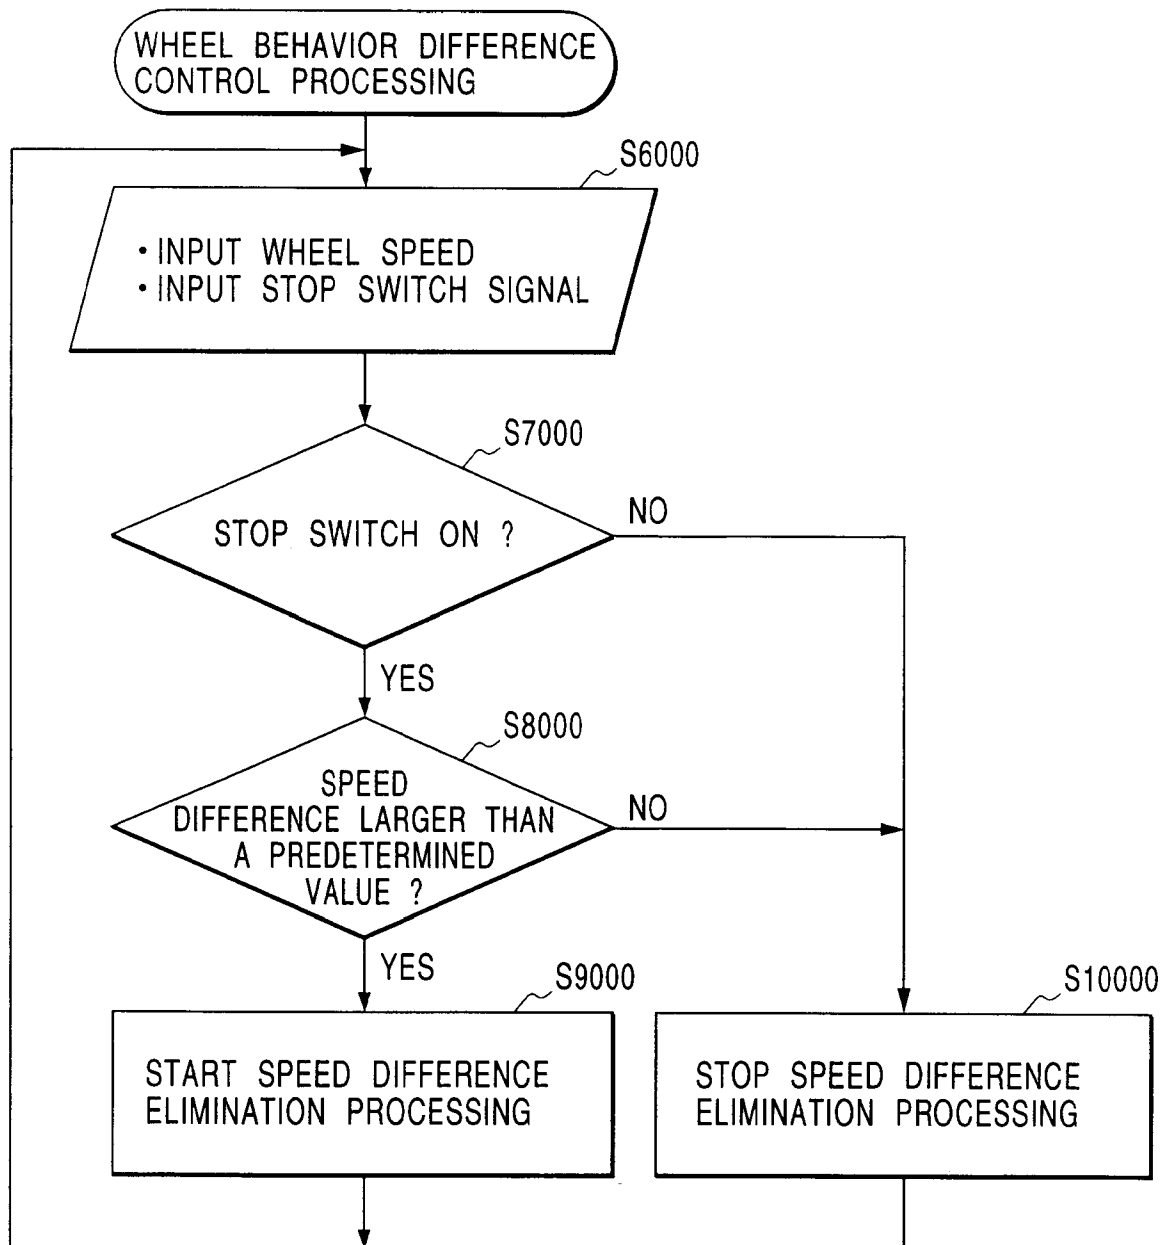 WHEEL BEHAVIOR DIFFERENCE
CONTROL PROCESSING
S6000
• INPUT WHEEL SPEED
• INPUT STOP SWITCH SIGNAL
S7000
STOP SWITCH ON ?
NO
YES
S8000
SPEED
DIFFERENCE LARGER THAN
A PREDETERMINED
VALUE ?
NO
YES
S9000
START SPEED DIFFERENCE
ELIMINATION PROCESSING
S10000
STOP SPEED DIFFERENCE
ELIMINATION PROCESSING